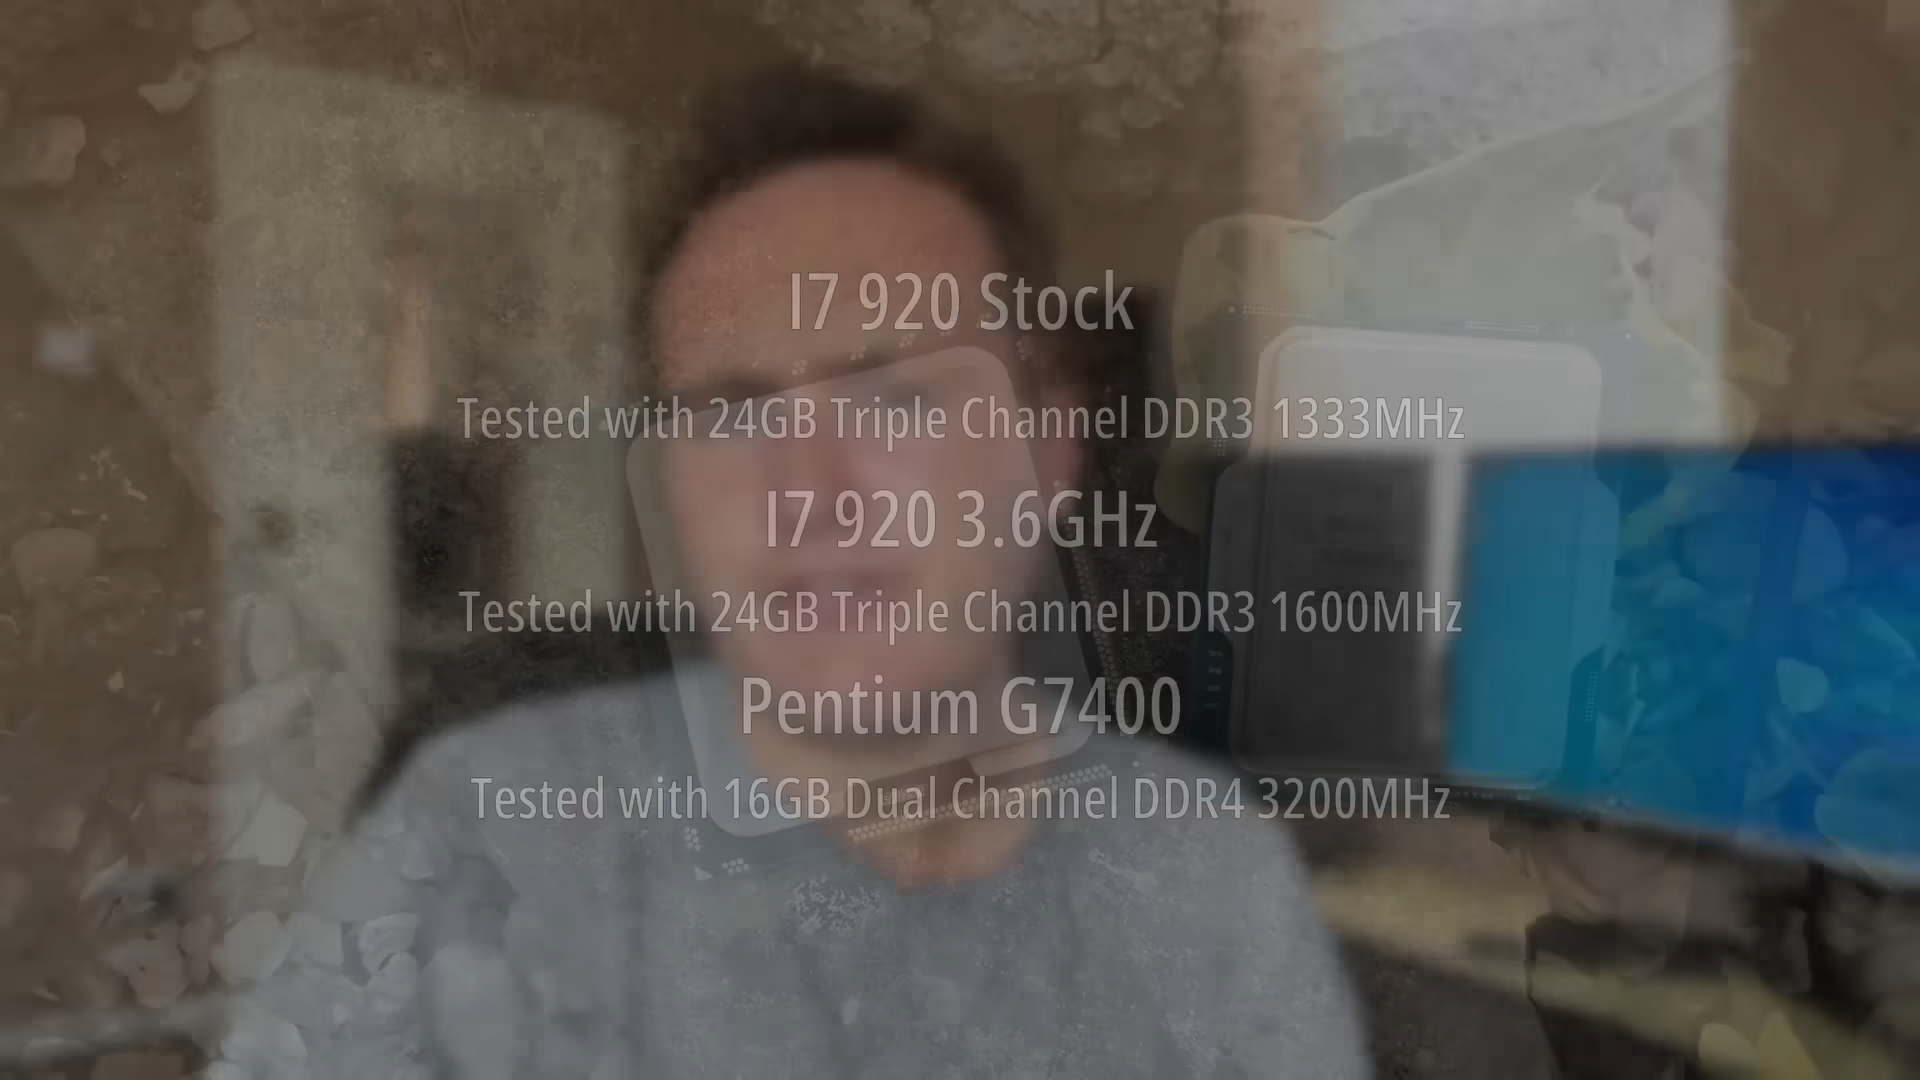 I7 920 Stock
Tested with 24GB Triple Channel DDR3 1333MHz
I7 920 3.6GHz
Tested with 24GB Triple Channel DDR3 1600MHz
Pentium G7400
Tested with 16GB Dual Channel DDR4 3200MHz